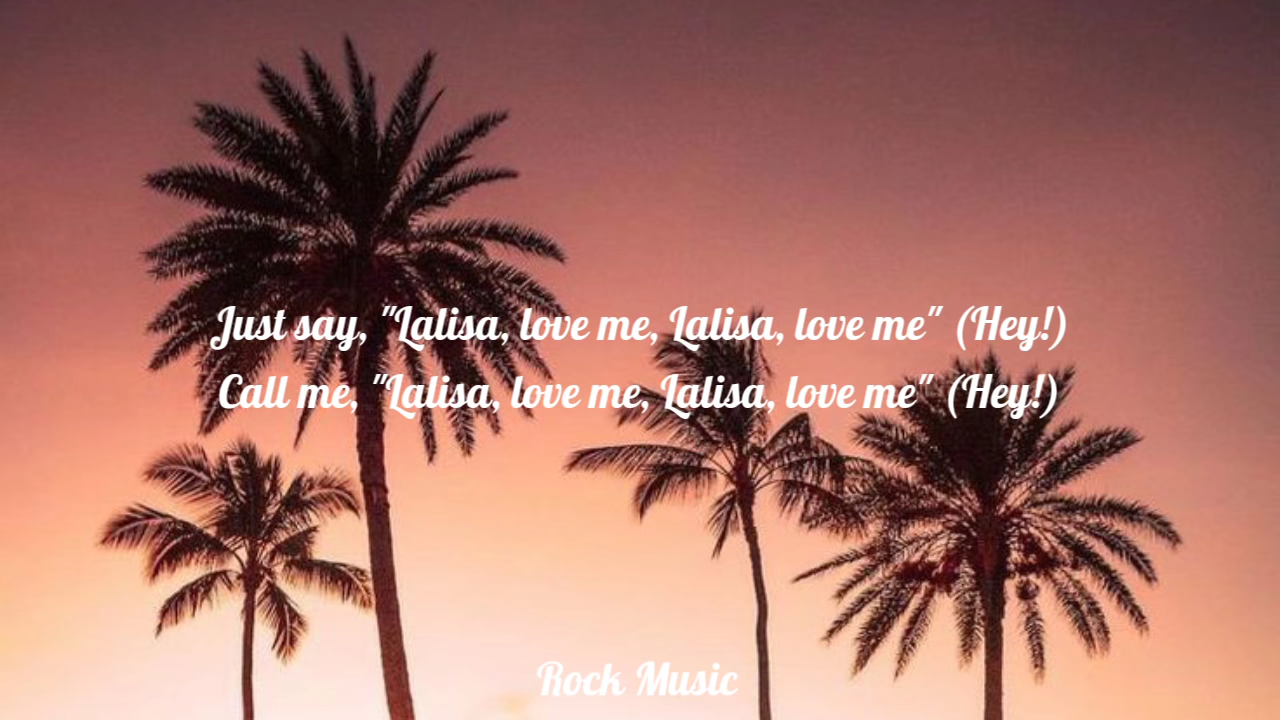 Just say, "Lalisa, love me, Lalisa, love me" (Hey!)
Call me, "Lalisa, love me, Lalisa, love me" (Hey!)
Rock Music